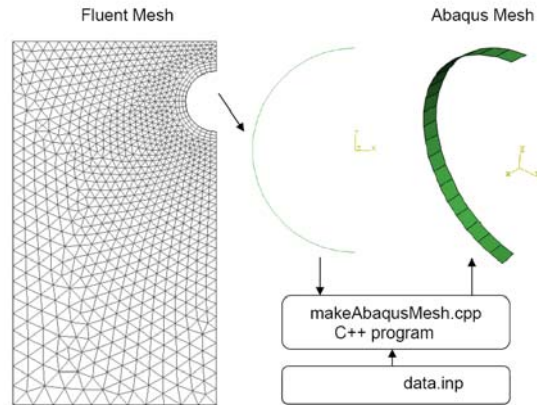 Fluent Mesh
Abaqus Mesh
makeAbaqusMesh.cpp
C++ program
data.inp